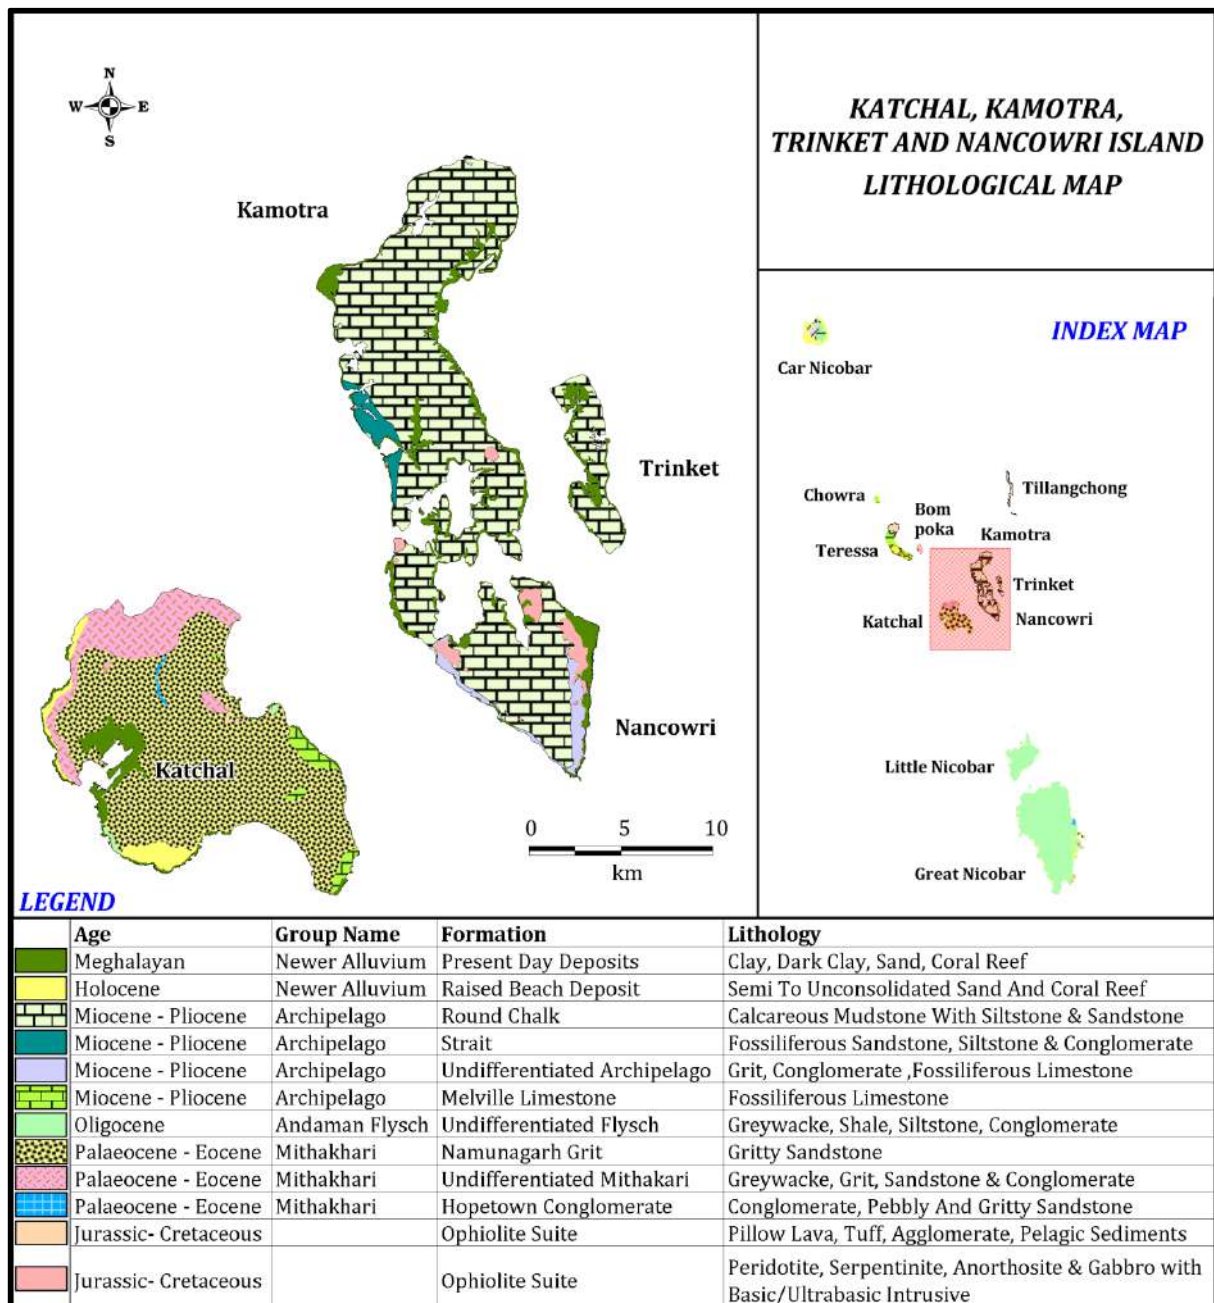 N
W E
S
KATCHAL, KAMOTRA,
TRINKET AND NANCOWRI ISLAND
LITHOLOGICAL MAP
Kamotra
Trinket
Nancowri
Katchal
0 5 10
km
INDEX MAP
Car Nicobar
Tillangchong
Chowra
Bom
poka
Kamotra
Teressa
Trinket
Katchal
Nancowri
Little Nicobar
Great Nicobar
LEGEND
Age Group Name Formation Lithology
Meghalayan Newer Alluvium Present Day Deposits Clay, Dark Clay, Sand, Coral Reef
Holocene Newer Alluvium Raised Beach Deposit Semi To Unconsolidated Sand And Coral Reef
Miocene - Pliocene Archipelago Round Chalk Calcareous Mudstone With Siltstone & Sandstone
Miocene - Pliocene Archipelago Strait Fossiliferous Sandstone, Siltstone & Conglomerate
Miocene - Pliocene Archipelago Undifferentiated Archipelago Grit, Conglomerate ,Fossiliferous Limestone
Miocene - Pliocene Archipelago Melville Limestone Fossiliferous Limestone
Oligocene Andaman Flysch Undifferentiated Flysch Greywacke, Shale, Siltstone, Conglomerate
Palaeocene - Eocene Mithakhari Namunagarh Grit Gritty Sandstone
Palaeocene - Eocene Mithakhari Undifferentiated Mithakari Greywacke, Grit, Sandstone & Conglomerate
Palaeocene - Eocene Mithakhari Hopetown Conglomerate Conglomerate, Pebbly And Gritty Sandstone
Jurassic- Cretaceous Ophiolite Suite Pillow Lava, Tuff, Agglomerate, Pelagic Sediments
Jurassic- Cretaceous Ophiolite Suite Peridotite, Serpentinite, Anorthosite & Gabbro with
Basic/Ultrabasic Intrusive